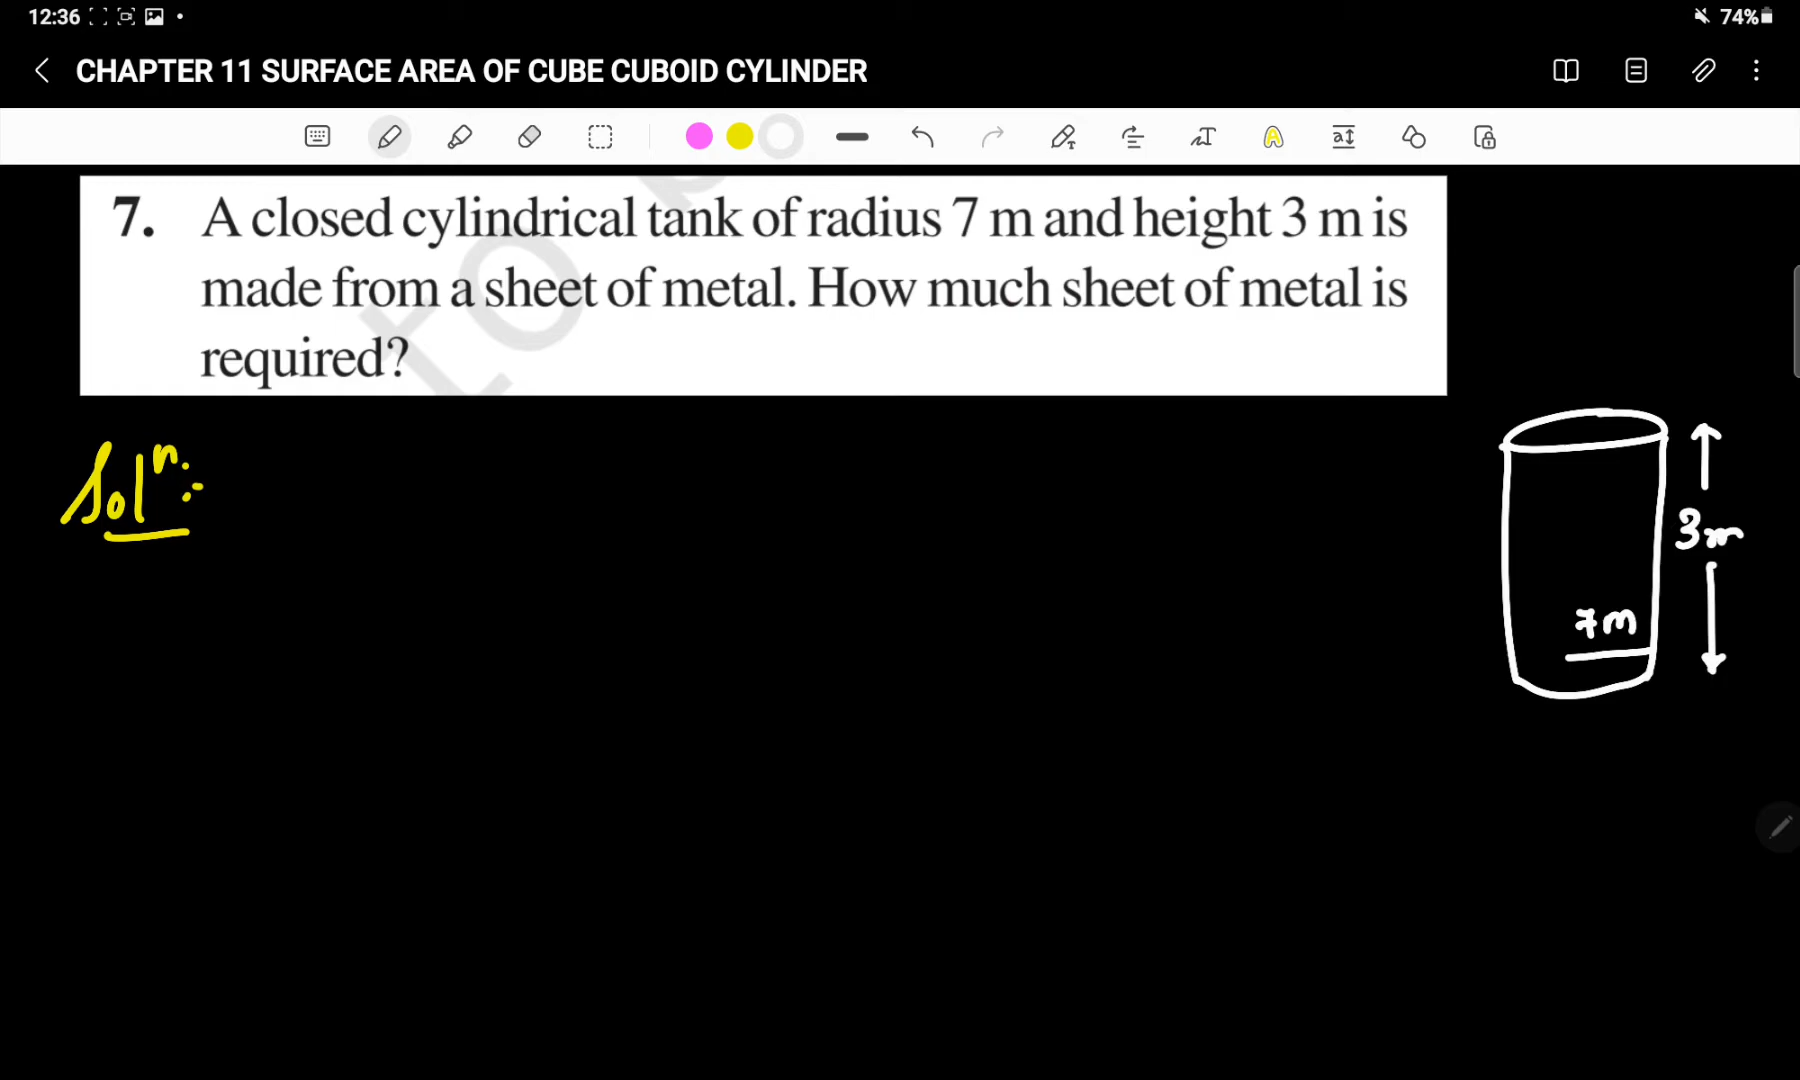 12:36
74%
CHAPTER 11 SURFACE AREA OF CUBE CUBOID CYLINDER
7. A closed cylindrical tank of radius 7 m and height 3 m is
made from a sheet of metal. How much sheet of metal is
required?
Solⁿ:-
3m
7m